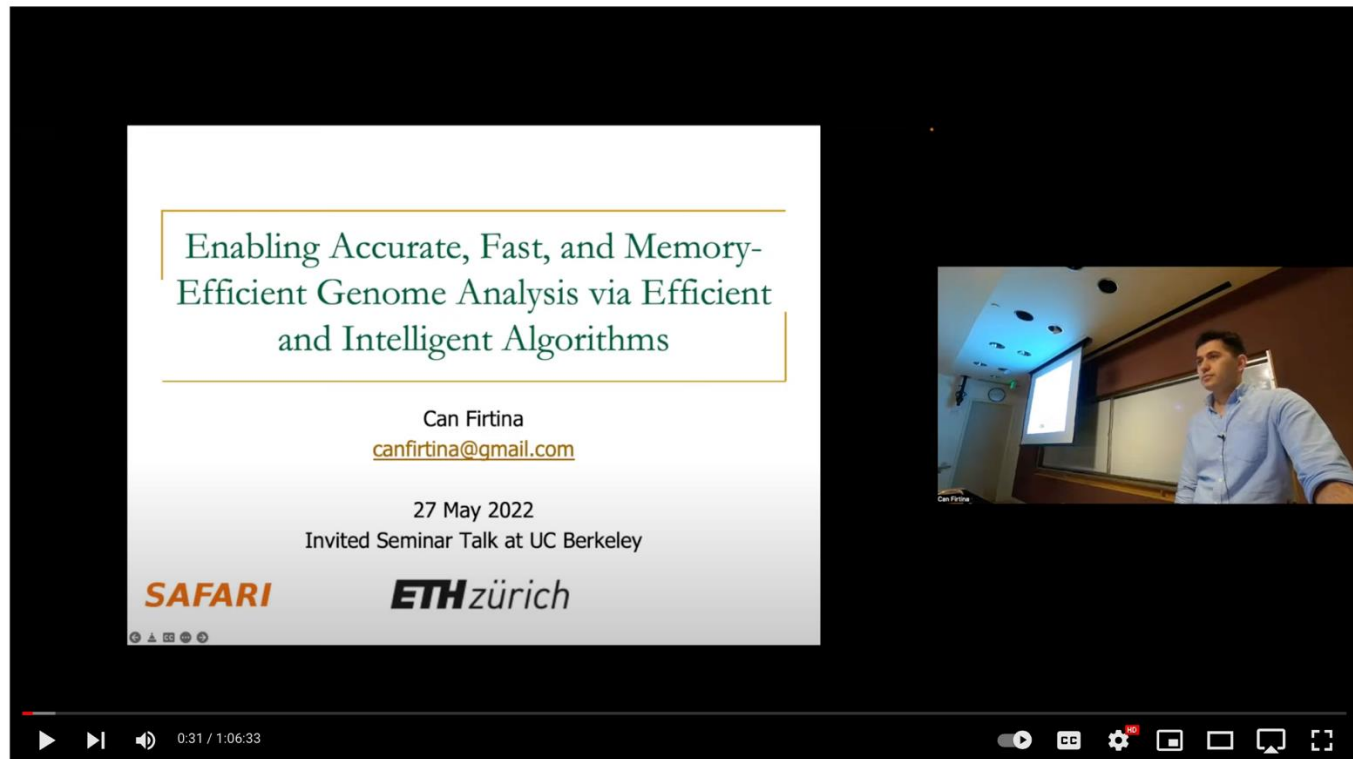 Enabling Accurate, Fast, and Memory-
Efficient Genome Analysis via Efficient
and Intelligent Algorithms
Can Firtina
canfirtina@gmail.com
27 May 2022
Invited Seminar Talk at UC Berkeley
SAFARI
ETH zürich
CC
Can Firtina
0:31 / 1:06:33
CC
HD